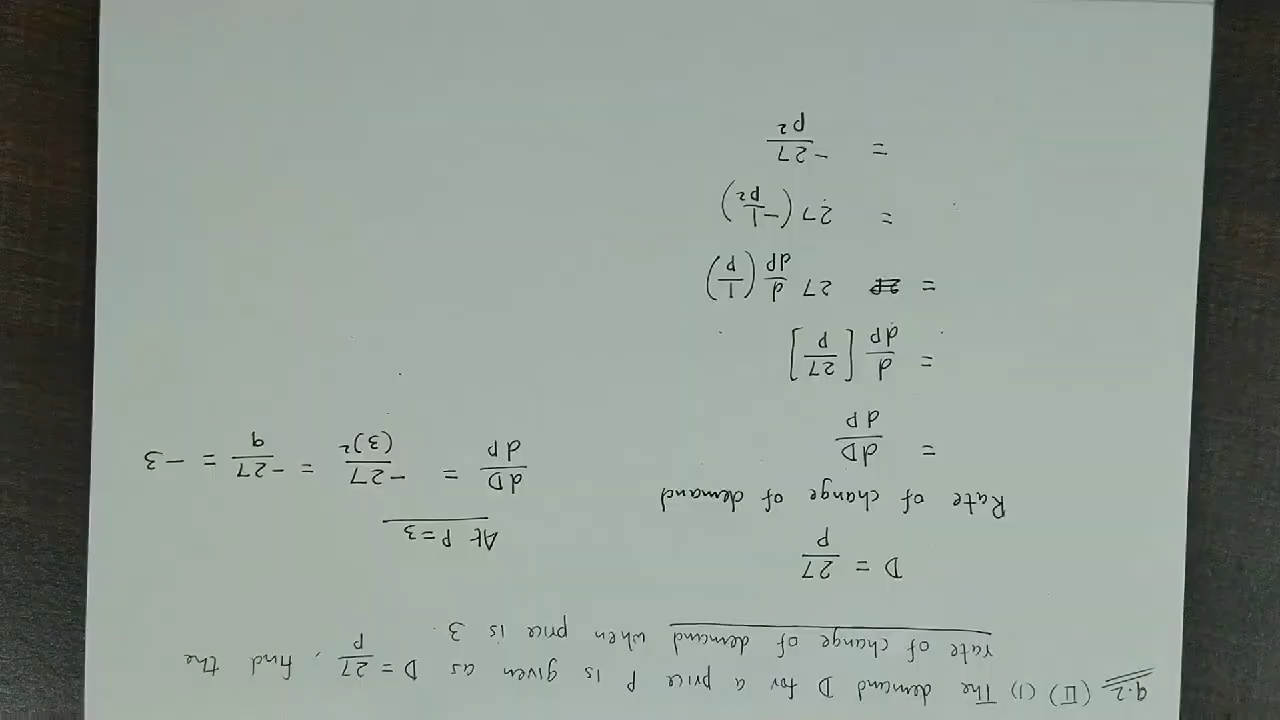 Q.2 (II) (1) The demand D for a price P is given as D = 27/P, find the
rate of change of demand when price is 3.
D = 27/P
Rate of change of demand
= dD/dP
= d/dP [27/P]
= 27 d/dP (1/P)
= 27 (-1/P²)
= -27/P²
At P=3
dD/dP = -27/(3)² = -27/9 = -3